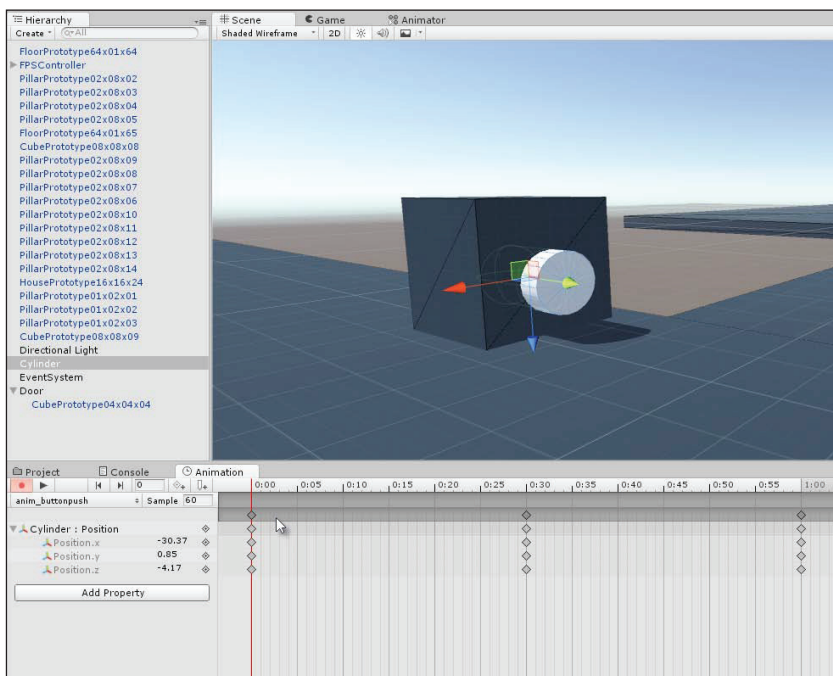 Hierarchy
Create
All
FloorPrototype64x01x64
FPSController
PillarPrototype02x08x02
PillarPrototype02x08x03
PillarPrototype02x08x04
PillarPrototype02x08x05
FloorPrototype64x01x65
CubePrototype08x08x08
PillarPrototype02x08x09
PillarPrototype02x08x08
PillarPrototype02x08x07
PillarPrototype02x08x06
PillarPrototype02x08x10
PillarPrototype02x08x11
PillarPrototype02x08x12
PillarPrototype02x08x13
PillarPrototype02x08x14
HousePrototype16x16x24
PillarPrototype01x02x01
PillarPrototype01x02x02
PillarPrototype01x02x03
CubePrototype08x08x09
Directional Light
Cylinder
EventSystem
Door
CubePrototype04x04x04
Scene Game Animator
Shaded Wireframe 2D
Project Console Animation
0
0:00 0:05 0:10 0:15 0:20 0:25 0:30 0:35 0:40 0:45 0:50 0:55 1:00
anim_buttonpush Sample 60
Cylinder : Position
Position.x -30.37
Position.y 0.85
Position.z -4.17
Add Property